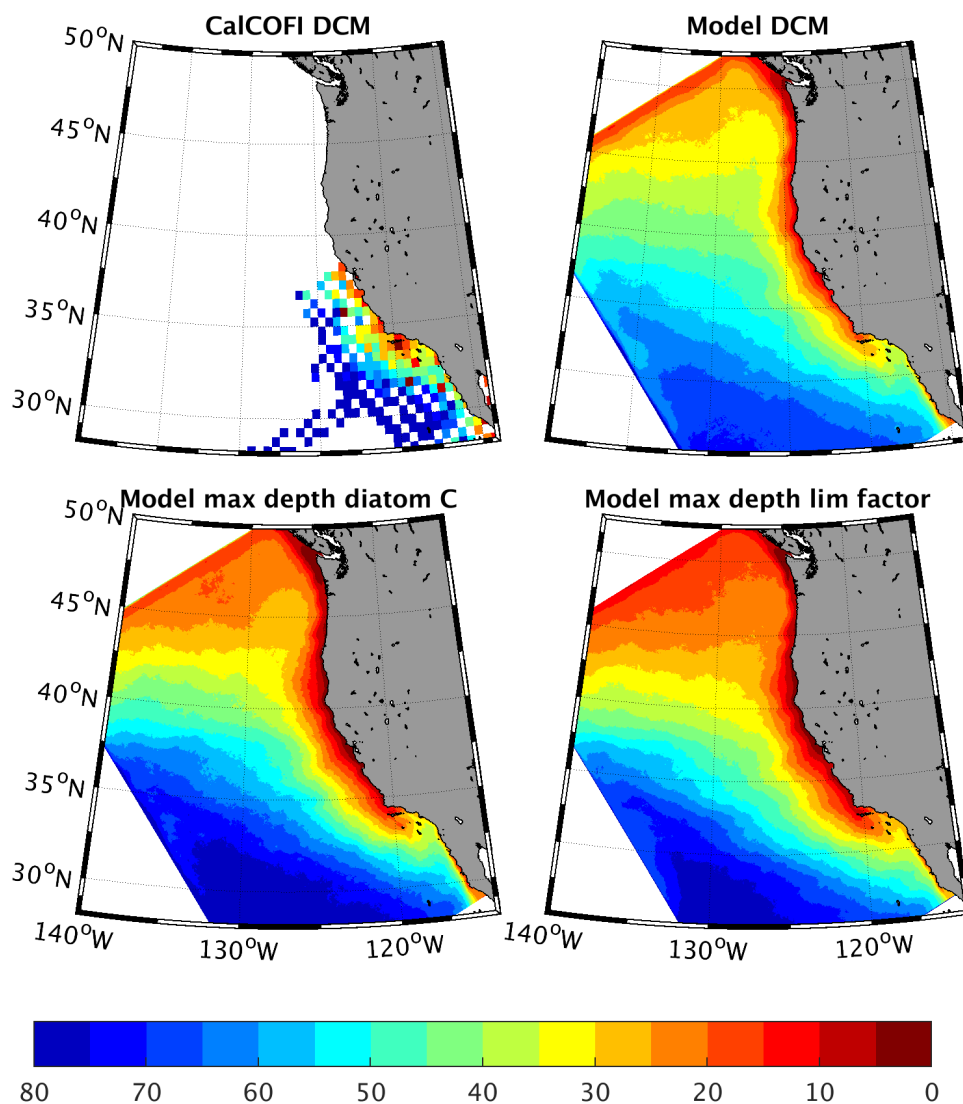 CalCOFI DCM
Model DCM
50°N
45°N
40°N
35°N
30°N
Model max depth diatom C
Model max depth lim factor
50°N
45°N
40°N
35°N
30°N
140°W
130°W
120°W
140°W
130°W
120°W
80
70
60
50
40
30
20
10
0